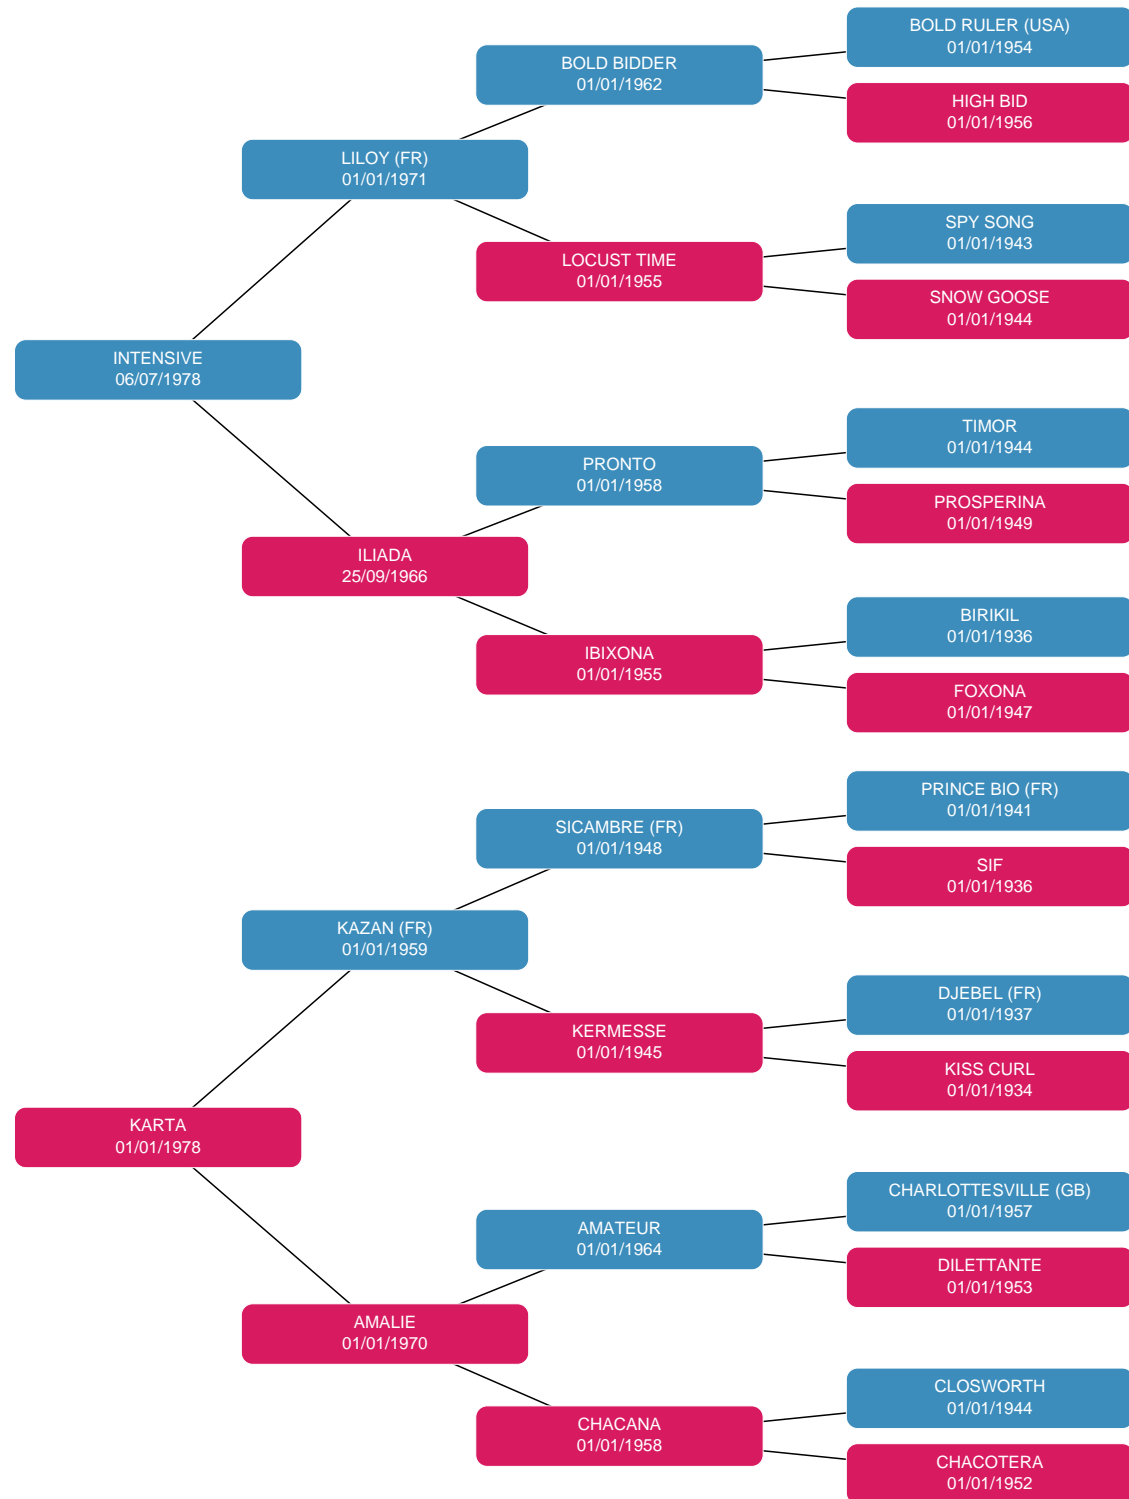 BOLD RULER (USA)
01/01/1954
BOLD BIDDER
01/01/1962
HIGH BID
01/01/1956
LILOY (FR)
01/01/1971
SPY SONG
01/01/1943
LOCUST TIME
01/01/1955
SNOW GOOSE
01/01/1944
INTENSIVE
06/07/1978
TIMOR
01/01/1944
PRONTO
01/01/1958
PROSPERINA
01/01/1949
ILIADA
25/09/1966
BIRIKIL
01/01/1936
IBIXONA
01/01/1955
FOXONA
01/01/1947
PRINCE BIO (FR)
01/01/1941
SICAMBRE (FR)
01/01/1948
SIF
01/01/1936
KAZAN (FR)
01/01/1959
DJEBEL (FR)
01/01/1937
KERMESSE
01/01/1945
KISS CURL
01/01/1934
KARTA
01/01/1978
CHARLOTTESVILLE (GB)
01/01/1957
AMATEUR
01/01/1964
DILETTANTE
01/01/1953
AMALIE
01/01/1970
CLOSWORTH
01/01/1944
CHACANA
01/01/1958
CHACOTERA
01/01/1952